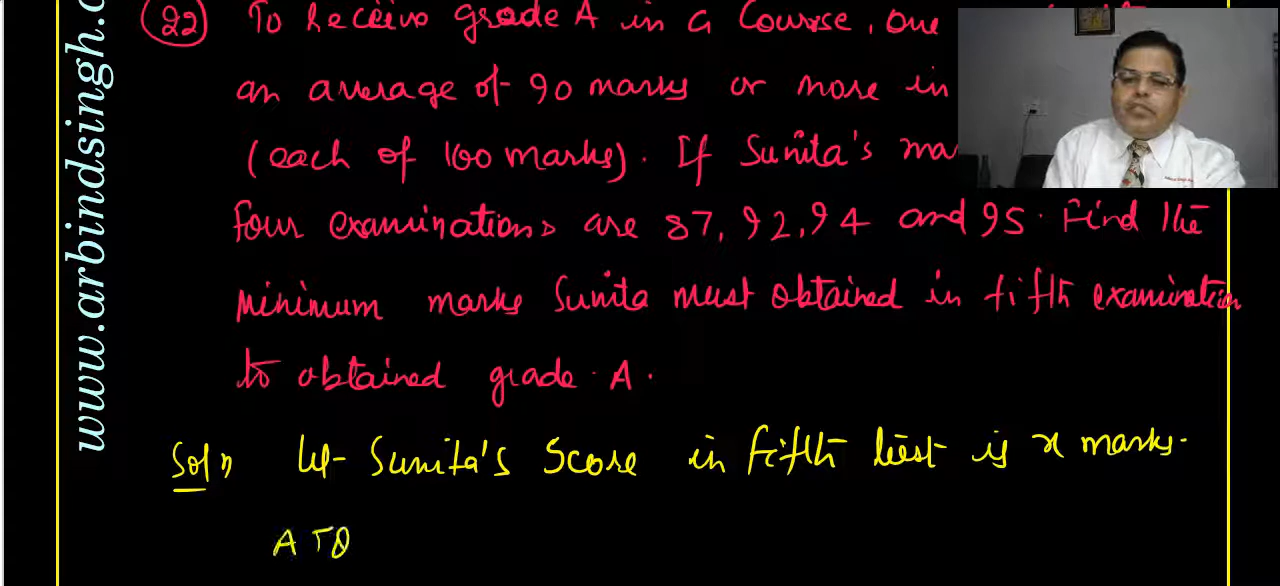 www.arbindsingh.c
(22) To Receive grade A in a Course, One
an average of 90 marks or more in
(each of 100 marks). If Sunita's ma
four examinations are 87, 92, 94 and 95. Find the
minimum marks Sunita must obtained in fifth examination
to obtained grade A.
Soln Let Sunita's Score in fifth test is x marks.
ATQ